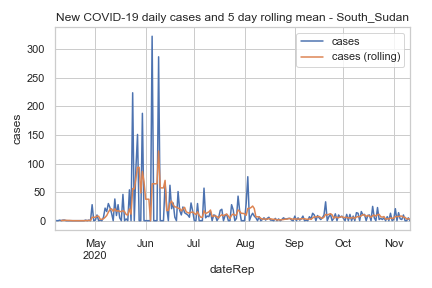 New COVID-19 daily cases and 5 day rolling mean - South_Sudan
cases
cases (rolling)
cases
300
250
200
150
100
50
0
May Jun Jul Aug Sep Oct Nov
2020
dateRep